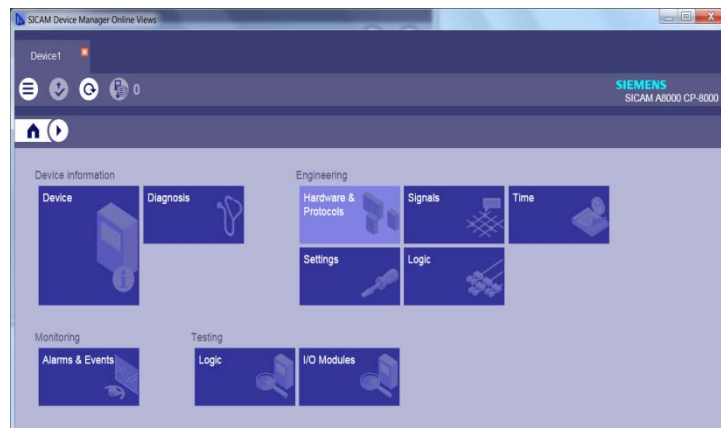 SICAM Device Manager Online Views
Device1
0
SIEMENS
SICAM A8000 CP-8000
Device information
Engineering
Device
Diagnosis
Hardware &
Protocols
Signals
Time
Settings
Logic
Monitoring
Testing
Alarms & Events
Logic
I/O Modules